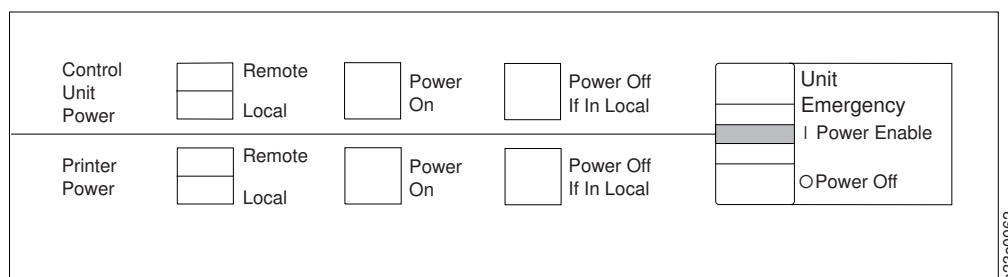 Control
Unit
Power
Remote
Local
Power
On
Power Off
If In Local
Unit
Emergency
| Power Enable
Printer
Power
Remote
Local
Power
On
Power Off
If In Local
O Power Off